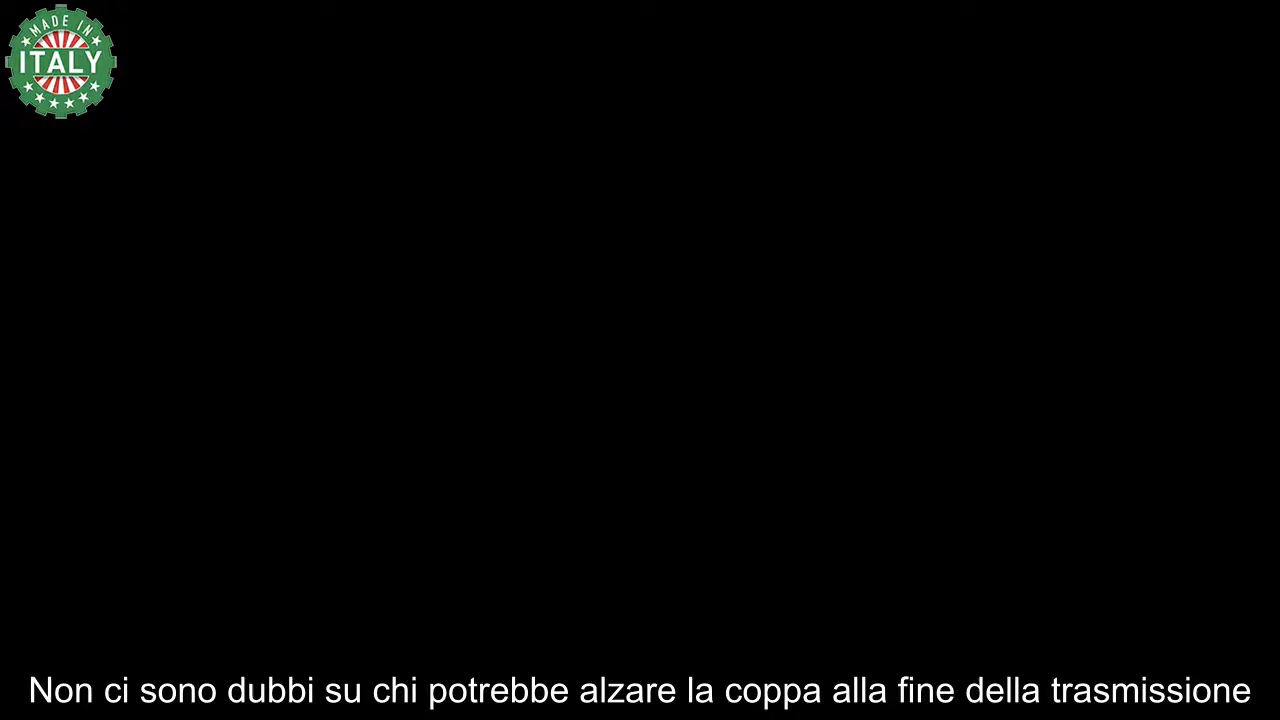 MADE IN
ITALY
Non ci sono dubbi su chi potrebbe alzare la coppa alla fine della trasmissione